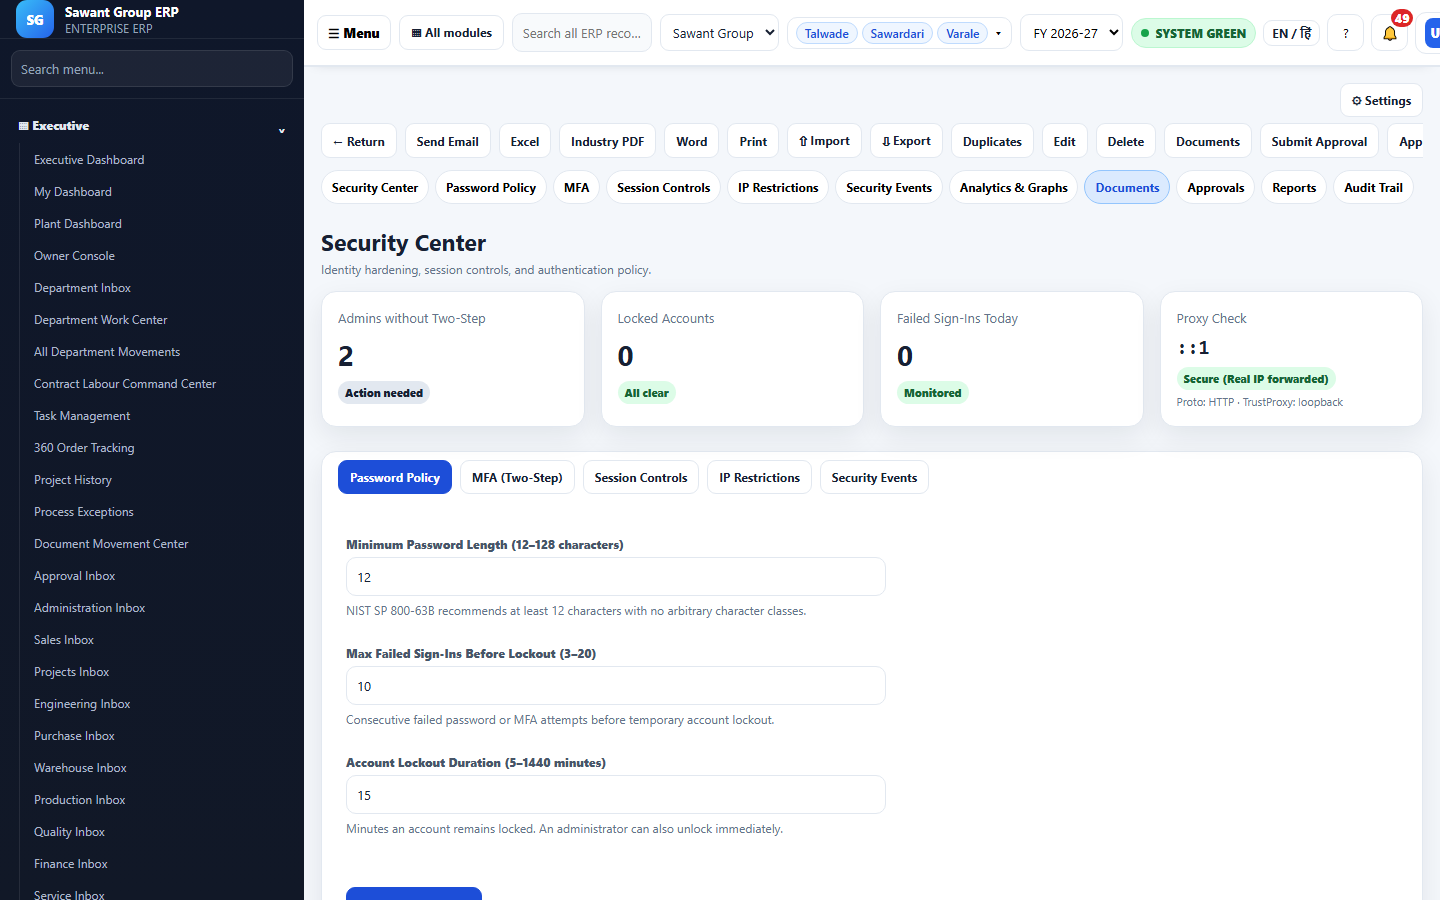 SG
Sawant Group ERP
ENTERPRISE ERP
Search menu...
Executive
Executive Dashboard
My Dashboard
Plant Dashboard
Owner Console
Department Inbox
Department Work Center
All Department Movements
Contract Labour Command Center
Task Management
360 Order Tracking
Project History
Process Exceptions
Document Movement Center
Approval Inbox
Administration Inbox
Sales Inbox
Projects Inbox
Engineering Inbox
Purchase Inbox
Warehouse Inbox
Production Inbox
Quality Inbox
Finance Inbox
Service Inbox
☰ Menu
All modules
Search all ERP reco...
Sawant Group
Talwade
Sawardari
Varale
FY 2026-27
SYSTEM GREEN
EN / हिं
?
49
U
⚙ Settings
← Return
Send Email
Excel
Industry PDF
Word
Print
⇧ Import
⇩ Export
Duplicates
Edit
Delete
Documents
Submit Approval
App
Security Center
Password Policy
MFA
Session Controls
IP Restrictions
Security Events
Analytics & Graphs
Documents
Approvals
Reports
Audit Trail
Security Center
Identity hardening, session controls, and authentication policy.
Admins without Two-Step
2
Action needed
Locked Accounts
0
All clear
Failed Sign-Ins Today
0
Monitored
Proxy Check
::1
Secure (Real IP forwarded)
Proto: HTTP · TrustProxy: loopback
Password Policy
MFA (Two-Step)
Session Controls
IP Restrictions
Security Events
Minimum Password Length (12–128 characters)
12
NIST SP 800-63B recommends at least 12 characters with no arbitrary character classes.
Max Failed Sign-Ins Before Lockout (3–20)
10
Consecutive failed password or MFA attempts before temporary account lockout.
Account Lockout Duration (5–1440 minutes)
15
Minutes an account remains locked. An administrator can also unlock immediately.